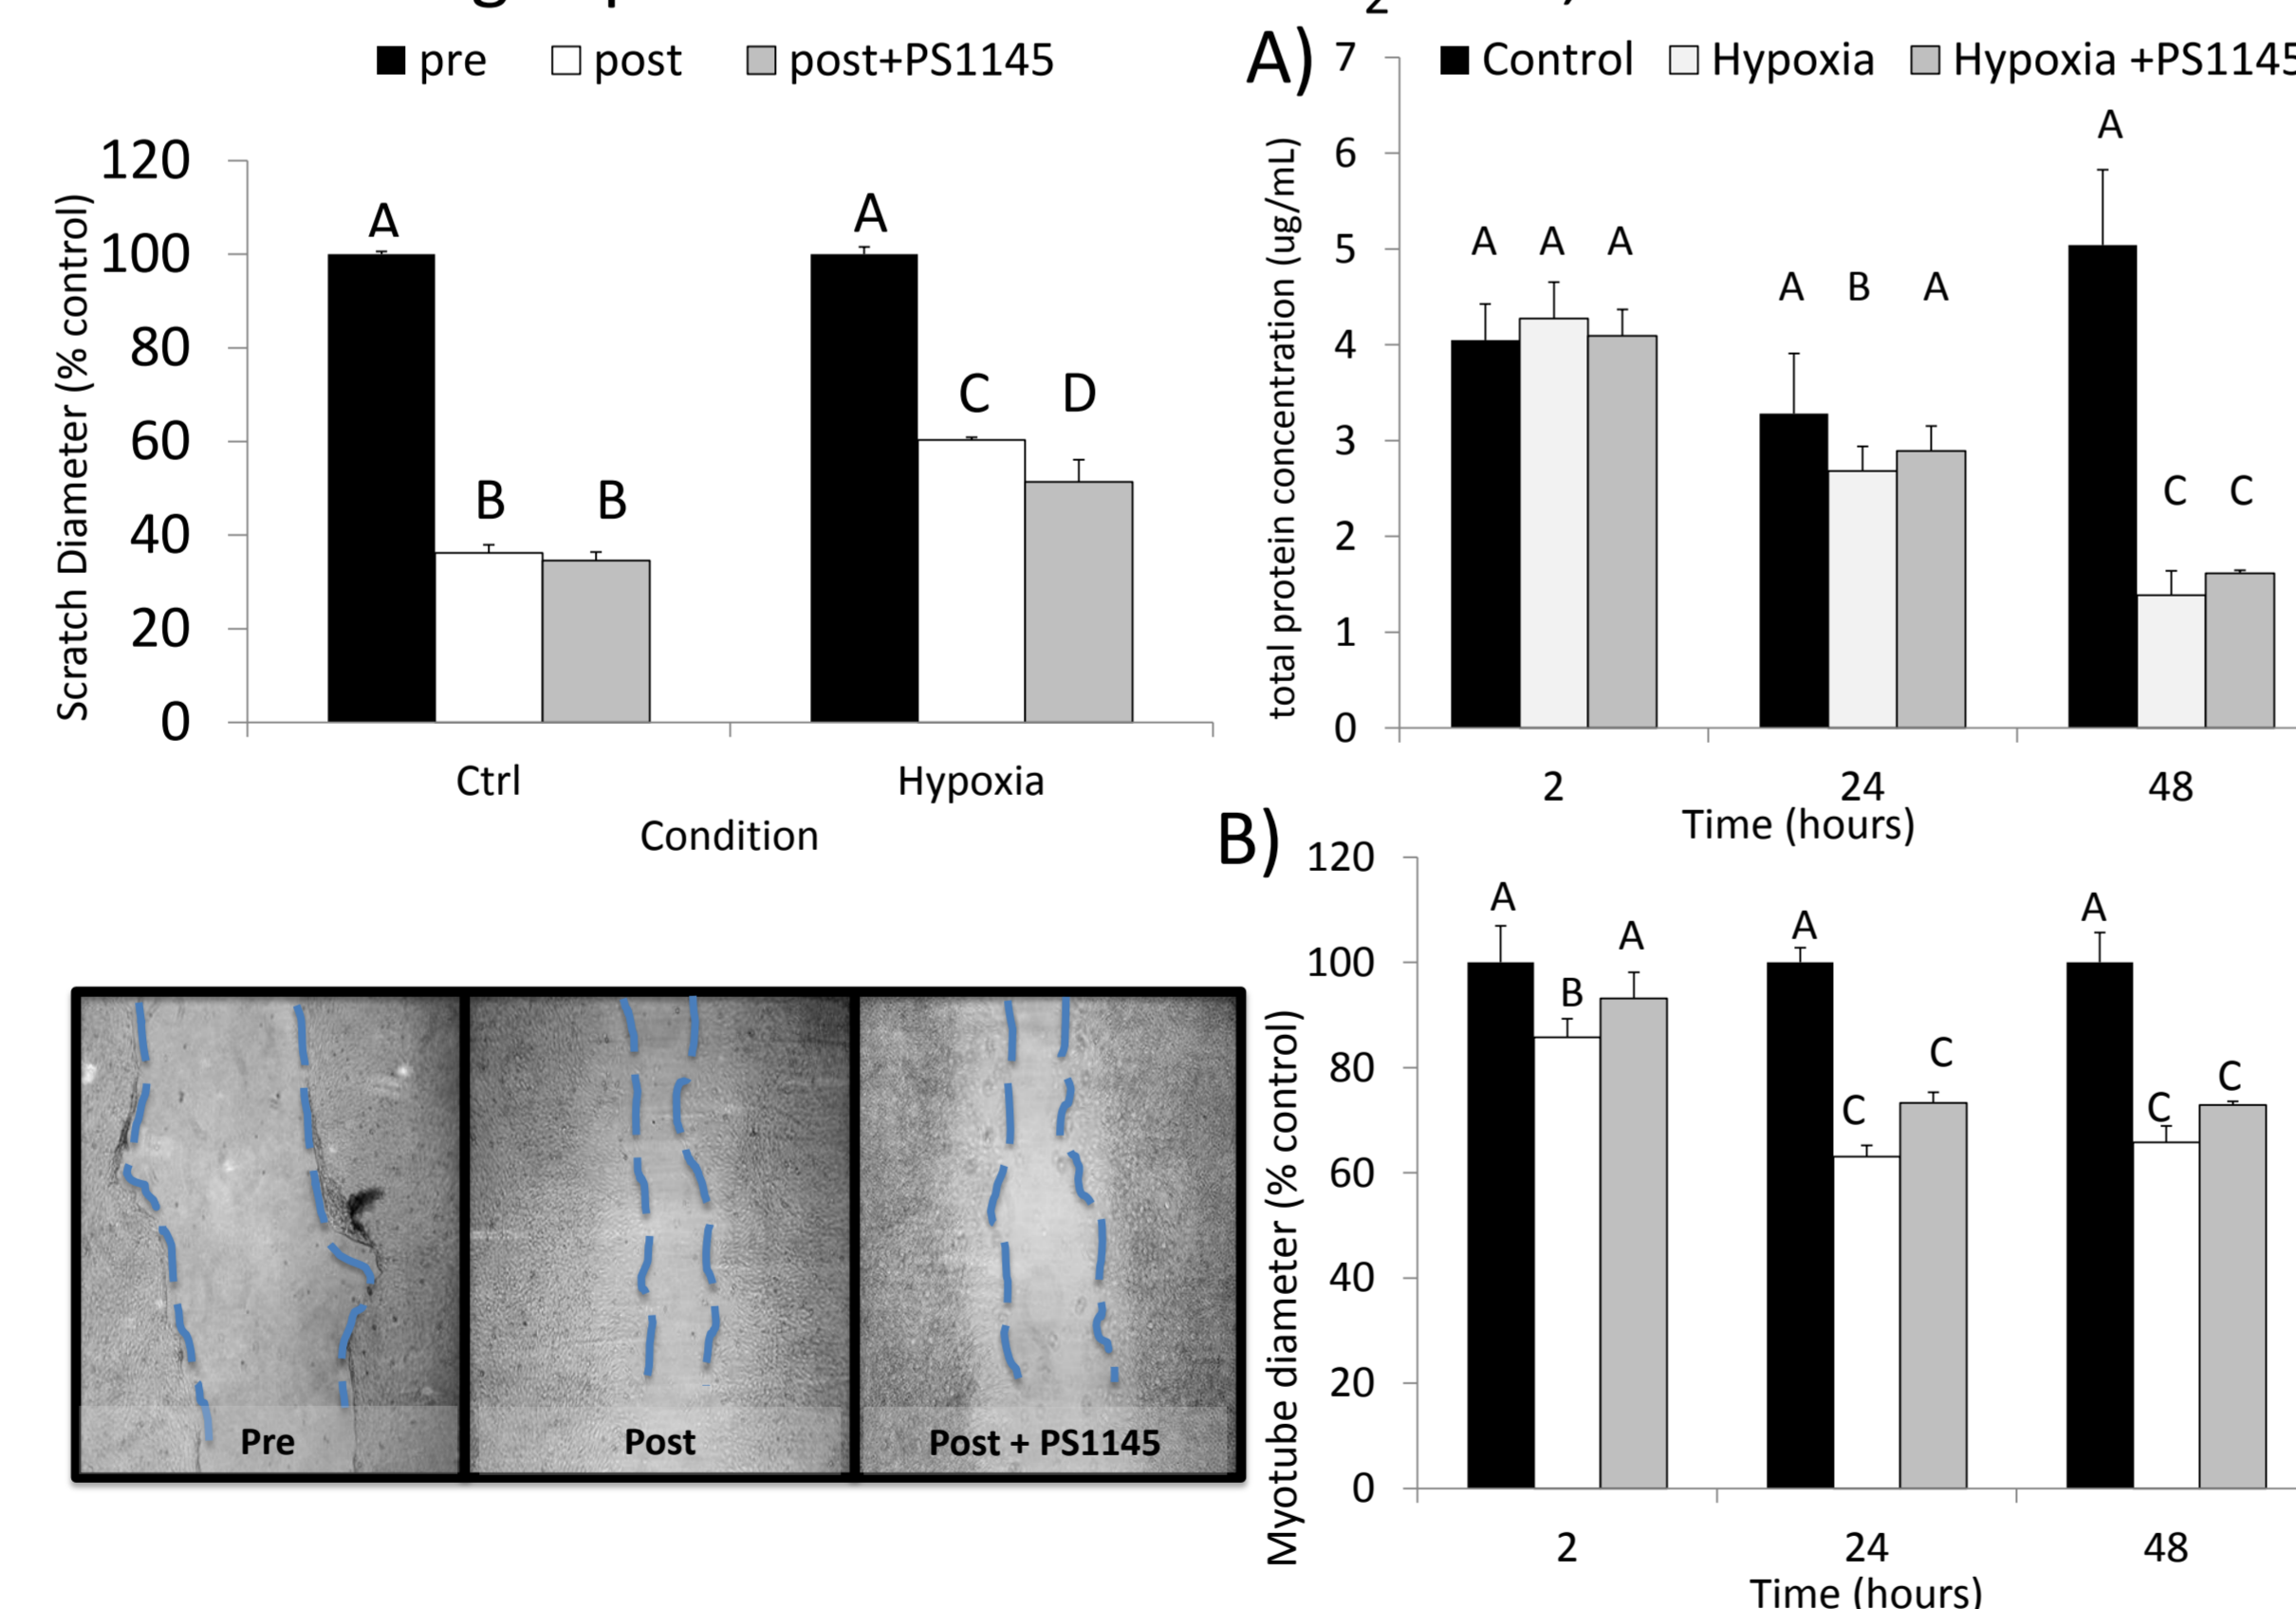 pre post post+PS1145
120
100
80
60
40
20
0
Scratch Diameter (% control)
A
B
B
A
C
D
Ctrl Hypoxia
Condition
Pre
Post
Post + PS1145
2
A)
Control Hypoxia Hypoxia +PS1145
7
6
5
4
3
2
1
0
total protein concentration (ug/mL)
A A A
A B A
A
C C
2 24 48
Time (hours)
B)
120
100
80
60
40
20
0
Myotube diameter (% control)
A
B
A
A
C
C
A
C
C
2 24 48
Time (hours)